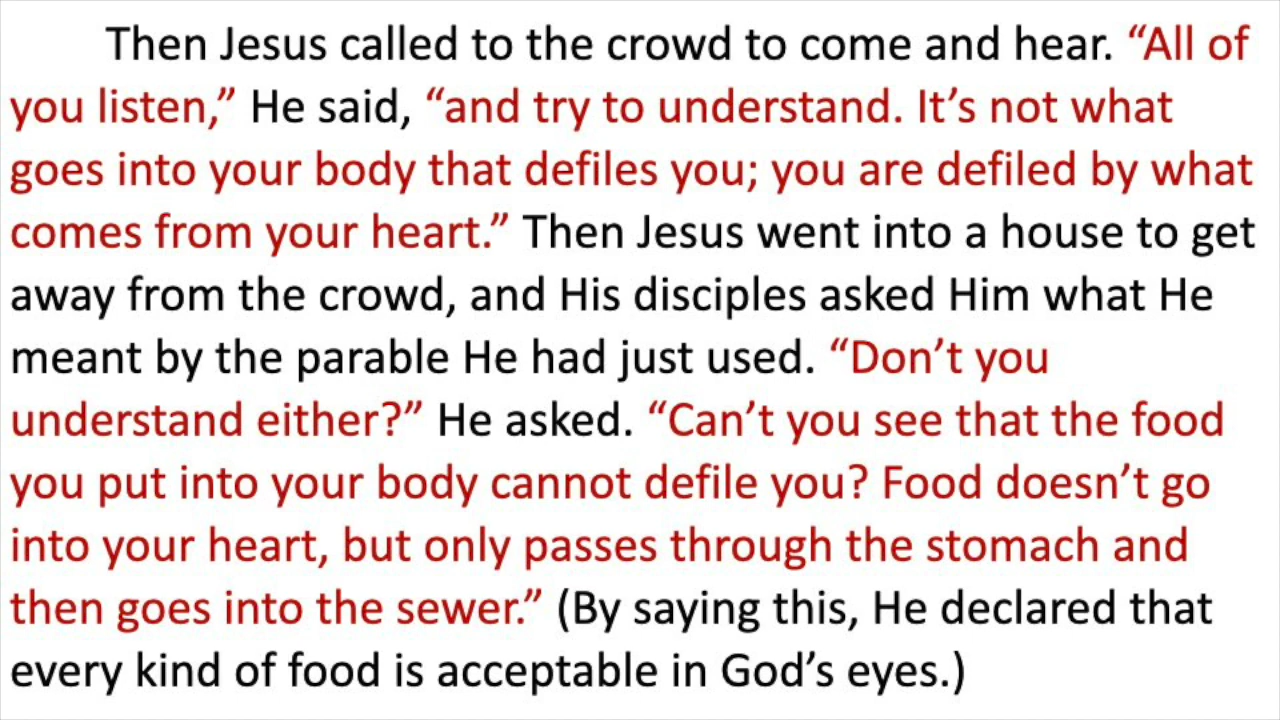 Then Jesus called to the crowd to come and hear. “All of
you listen,” He said, “and try to understand. It’s not what
goes into your body that defiles you; you are defiled by what
comes from your heart.” Then Jesus went into a house to get
away from the crowd, and His disciples asked Him what He
meant by the parable He had just used. “Don’t you
understand either?” He asked. “Can’t you see that the food
you put into your body cannot defile you? Food doesn’t go
into your heart, but only passes through the stomach and
then goes into the sewer.” (By saying this, He declared that
every kind of food is acceptable in God’s eyes.)